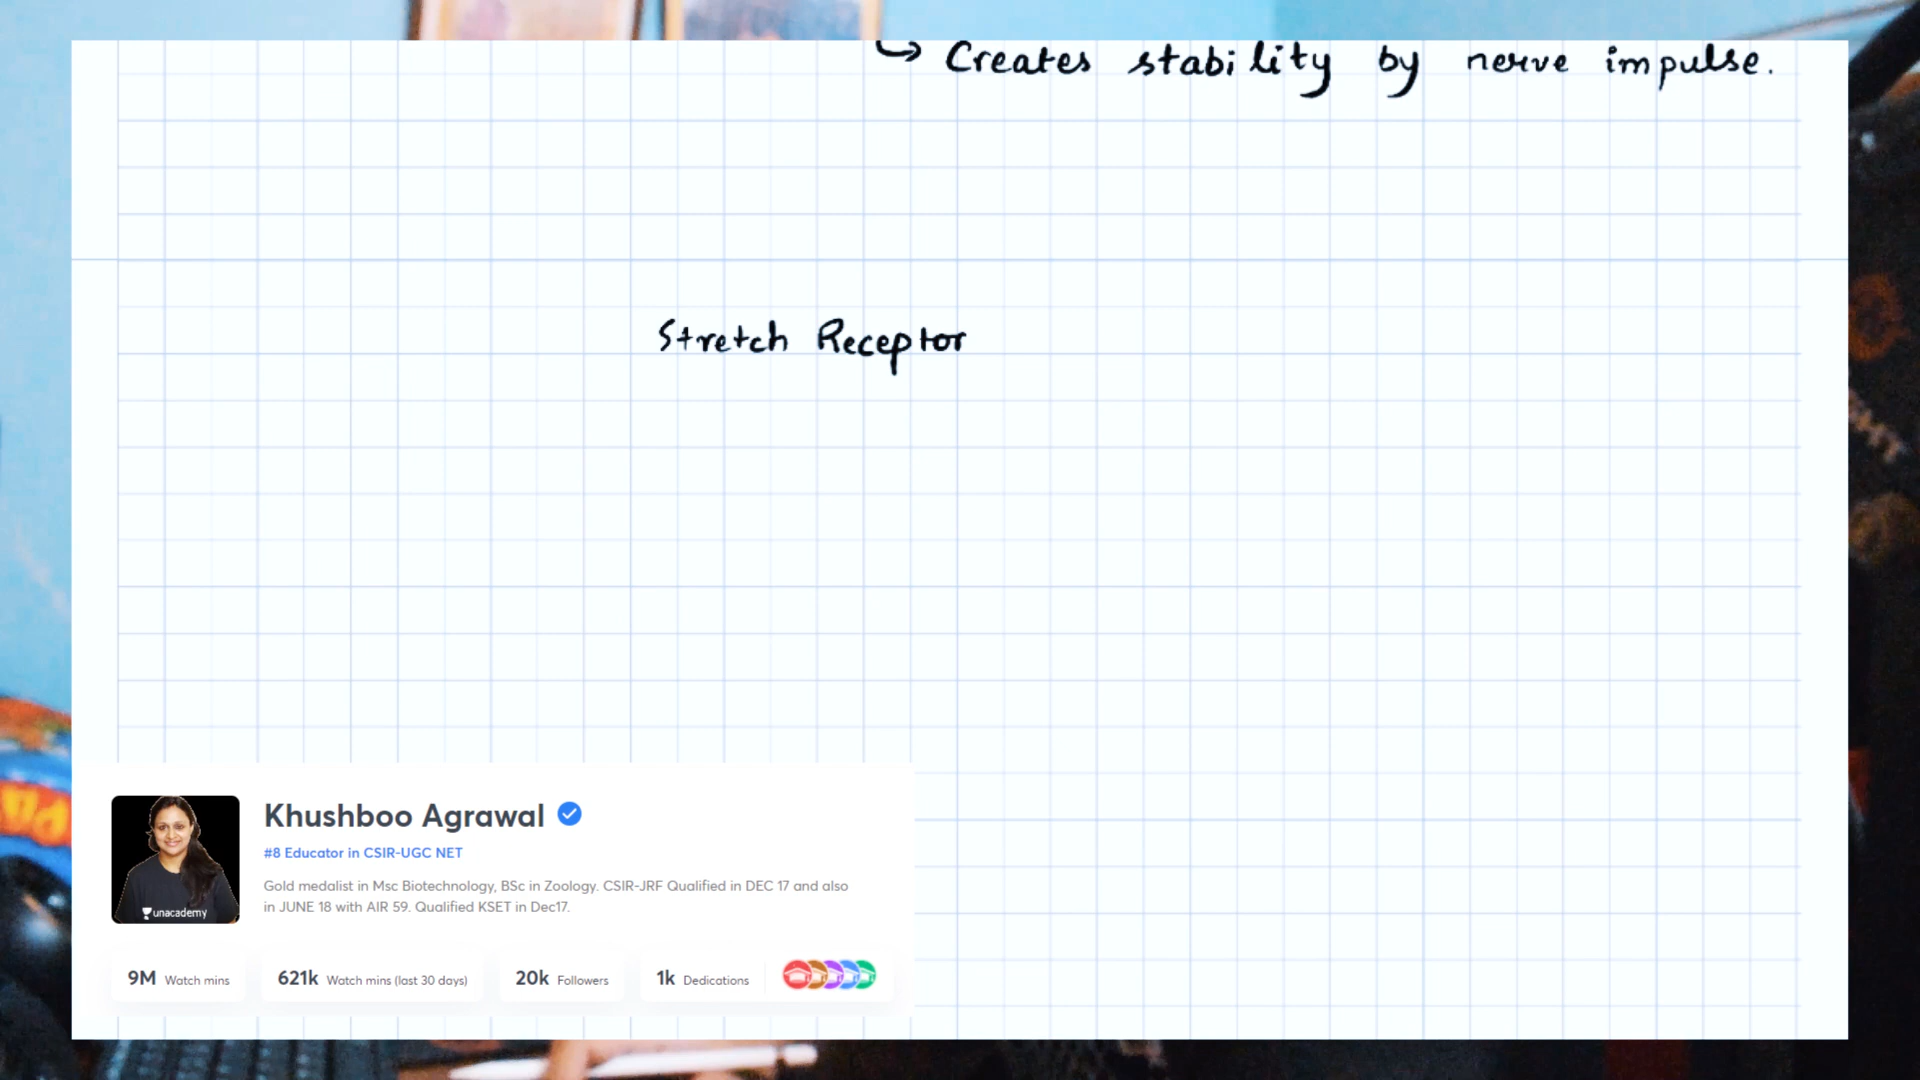 ↳ Creates stability by nerve impulse.
Stretch Receptor
Khushboo Agrawal
#8 Educator in CSIR-UGC NET
Gold medalist in Msc Biotechnology, BSc in Zoology. CSIR-JRF Qualified in DEC 17 and also
in JUNE 18 with AIR 59. Qualified KSET in Dec17.
unacademy
9M Watch mins 621k Watch mins (last 30 days) 20k Followers 1k Dedications